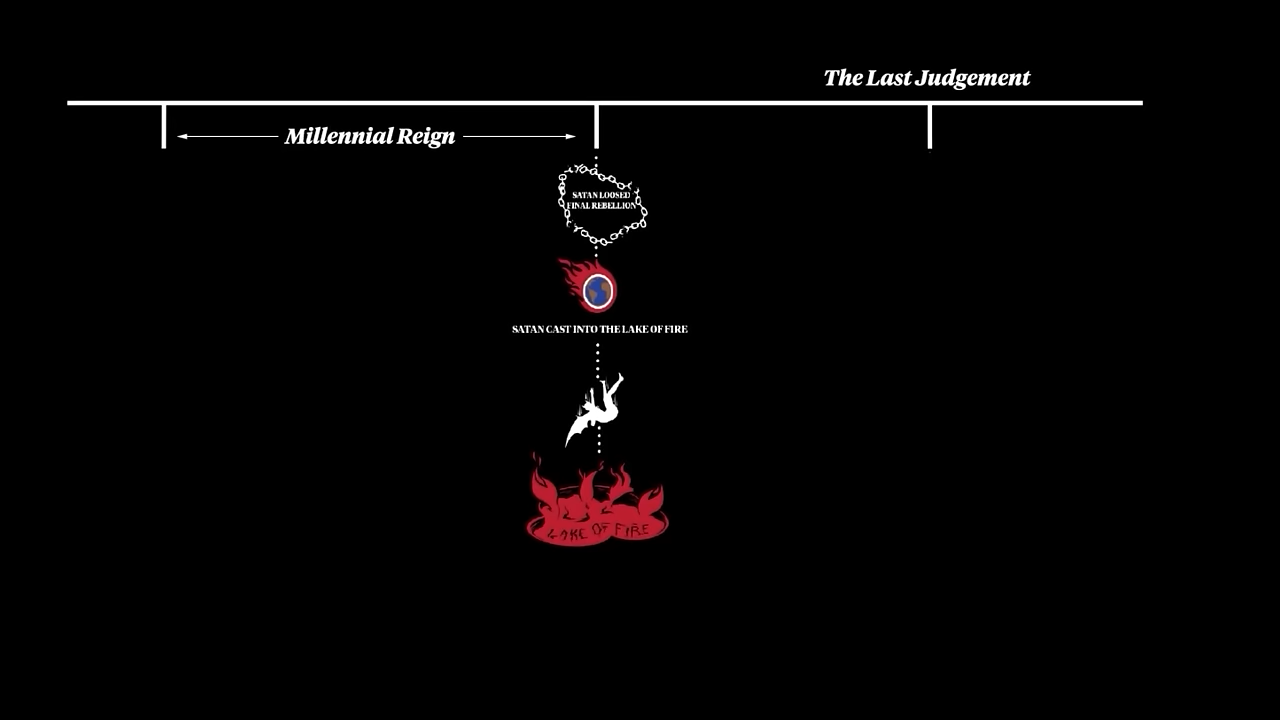 The Last Judgement
Millennial Reign
SATAN LOOSED
FINAL REBELLION
SATAN CAST INTO THE LAKE OF FIRE
LAKE OF FIRE